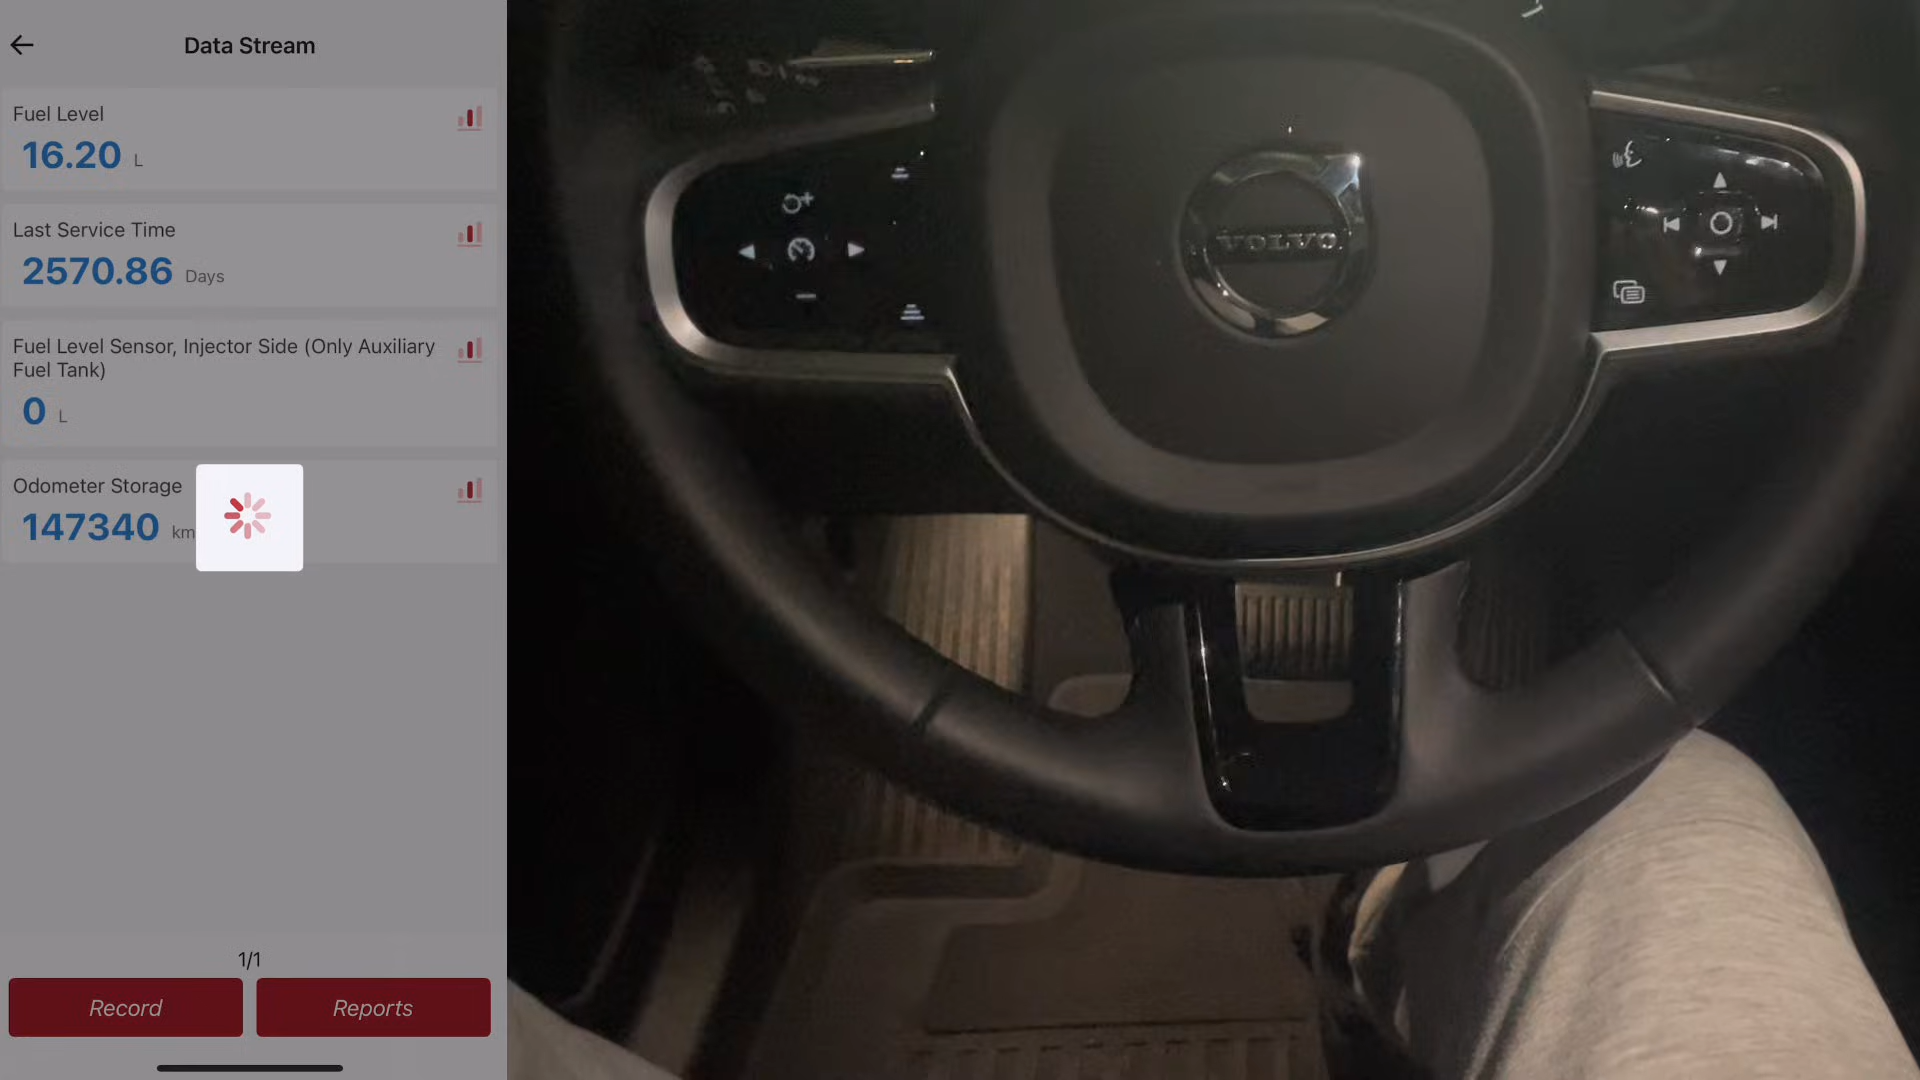 Data Stream
Fuel Level
16.20 L
Last Service Time
2570.86 Days
Fuel Level Sensor, Injector Side (Only Auxiliary
Fuel Tank)
0 L
Odometer Storage
147340 km
1/1
Record
Reports
VOLVO